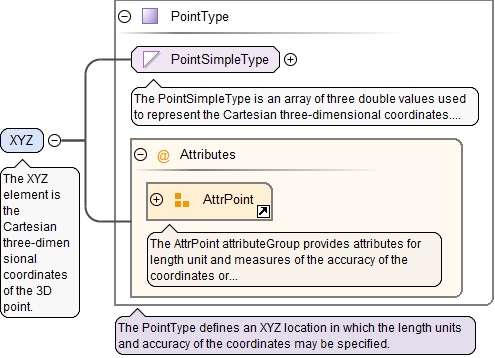 PointType
PointSimpleType
The PointSimpleType is an array of three double values used
to represent the Cartesian three-dimensional coordinates....
XYZ
The XYZ
element is
the
Cartesian
three-dimen
sional
coordinates
of the 3D
point.
@ Attributes
AttrPoint
The AttrPoint attributeGroup provides attributes for
length unit and measures of the accuracy of the
coordinates or...
The PointType defines an XYZ location in which the length units
and accuracy of the coordinates may be specified.